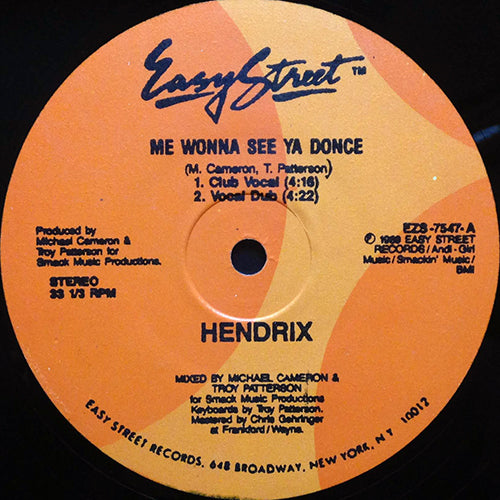 Easy Street ™
ME WONNA SEE YA DONCE
(M. Cameron, T. Patterson)
1. Club Vocal (4:16)
2. Vocal Dub (4:22)
Produced by
Michael Cameron &
Troy Patterson for
Smack Music Productions.
STEREO
33 1/3 RPM
EZS-7547-A
℗ 1989 EASY STREET
RECORDS/Andi-Girl
Music/Smackin' Music/
BMI
HENDRIX
MIXED BY MICHAEL CAMERON &
TROY PATTERSON
for Smack Music Productions
Keyboards by Troy Patterson.
Mastered by Chris Gehringer
at Frankford/Wayne.
EASY STREET RECORDS, 648 BROADWAY, NEW YORK, NY 10012